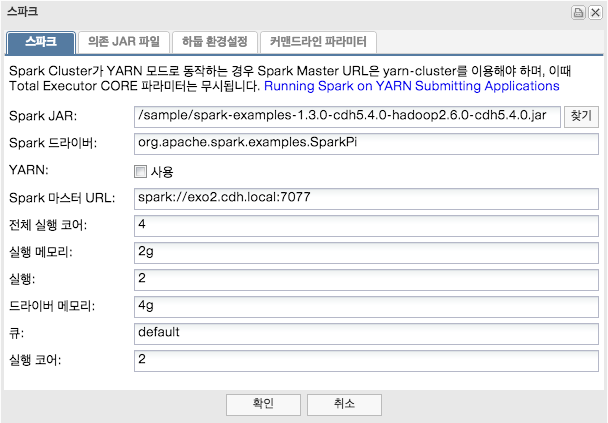 스파크
스파크 의존 JAR 파일 하둡 환경설정 커맨드라인 파라미터
Spark Cluster가 YARN 모드로 동작하는 경우 Spark Master URL은 yarn-cluster를 이용해야 하며, 이때
Total Executor CORE 파라미터는 무시됩니다. Running Spark on YARN Submitting Applications
Spark JAR: /sample/spark-examples-1.3.0-cdh5.4.0-hadoop2.6.0-cdh5.4.0.jar 찾기
Spark 드라이버: org.apache.spark.examples.SparkPi
YARN: 사용
Spark 마스터 URL: spark://exo2.cdh.local:7077
전체 실행 코어: 4
실행 메모리: 2g
실행: 2
드라이버 메모리: 4g
큐: default
실행 코어: 2
확인 취소